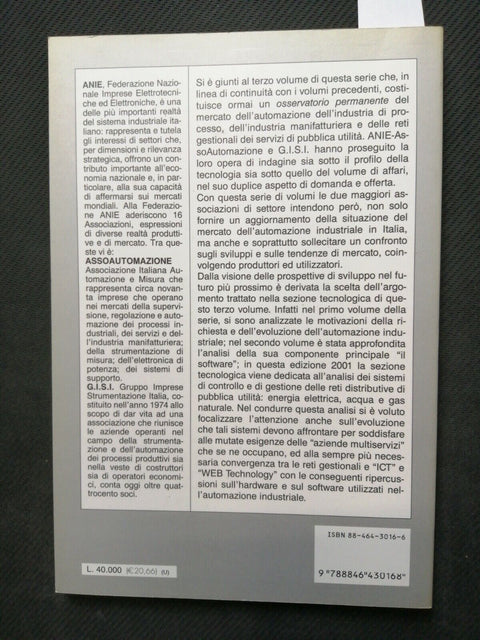 ANIE, Federazione Nazio-
nale Imprese Elettrotecni-
che ed Elettroniche, è una
delle più importanti realtà
del sistema industriale ita-
liano: rappresenta e tutela
gli interessi di settori che,
per dimensioni e rilevanza
strategica, offrono un con-
tributo importante all'eco-
nomia nazionale e, in par-
ticolare, alla sua capacità
di affermarsi sui mercati
mondiali. Alla Federazio-
ne ANIE aderiscono 16
Associazioni, espressioni
di diverse realtà produtti-
ve e di mercato. Tra que-
ste vi è:
ASSOAUTOMAZIONE
Associazione Italiana Au-
tomazione e Misura che
rappresenta circa novan-
ta imprese che operano
nei mercati della supervi-
sione, regolazione e auto-
mazione dei processi in-
dustriali, dei servizi e del-
l'industria manifatturiera;
della strumentazione di
misura; dell'elettronica di
potenza; dei sistemi di
supporto.
G.I.S.I. Gruppo Imprese
Strumentazione Italia, co-
stituito nell'anno 1974 allo
scopo di dar vita ad una
associazione che riunisce
le aziende operanti nel
campo della strumenta-
zione e dell'automazione
dei processi produttivi sia
nella veste di costruttori
sia di operatori economi-
ci, conta oggi oltre quat-
trocento soci.
Si è giunti al terzo volume di questa serie che, in
linea di continuità con i volumi precedenti, costi-
tuisce ormai un osservatorio permanente del
mercato dell'automazione dell'industria di pro-
cesso, dell'industria manifatturiera e delle reti
gestionali dei servizi di pubblica utilità. ANIE-As-
soAutomazione e G.I.S.I. hanno proseguito la
loro opera di indagine sia sotto il profilo della
tecnologia sia sotto quello del volume di affari,
nel suo duplice aspetto di domanda e offerta.
Con questa serie di volumi le due maggiori as-
sociazioni di settore intendono però, non solo
fornire un aggiornamento della situazione del
mercato dell'automazione industriale in Italia,
ma anche e soprattutto sollecitare un confronto
sugli sviluppi e sulle tendenze di mercato, coin-
volgendo produttori ed utilizzatori.
Dalla visione delle prospettive di sviluppo nel fu-
turo più prossimo è derivata la scelta dell'argo-
mento trattato nella sezione tecnologica di que-
sto terzo volume. Infatti nel primo volume della
serie, si sono analizzate le motivazioni della ri-
chiesta e dell'evoluzione dell'automazione indu-
striale; nel secondo volume è stata approfondita
l'analisi della sua componente principale "il
software"; in questa edizione 2001 la sezione
tecnologica viene dedicata all'analisi dei sistemi
di controllo e di gestione delle reti distributive di
pubblica utilità: energia elettrica, acqua e gas
naturale. Nel condurre questa analisi si è voluto
focalizzare l'attenzione anche sull'evoluzione
che tali sistemi devono affrontare per soddisfare
alle mutate esigenze delle "aziende multiservizi"
che se ne occupano, ed alla sempre più neces-
saria convergenza tra le reti gestionali e "ICT" e
"WEB Technology" con le conseguenti ripercus-
sioni sull'hardware e sul software utilizzati nel-
l'automazione industriale.
ISBN 88-464-3016-6
9 788846 430168
L. 40.000 (€ 20,66) (U)